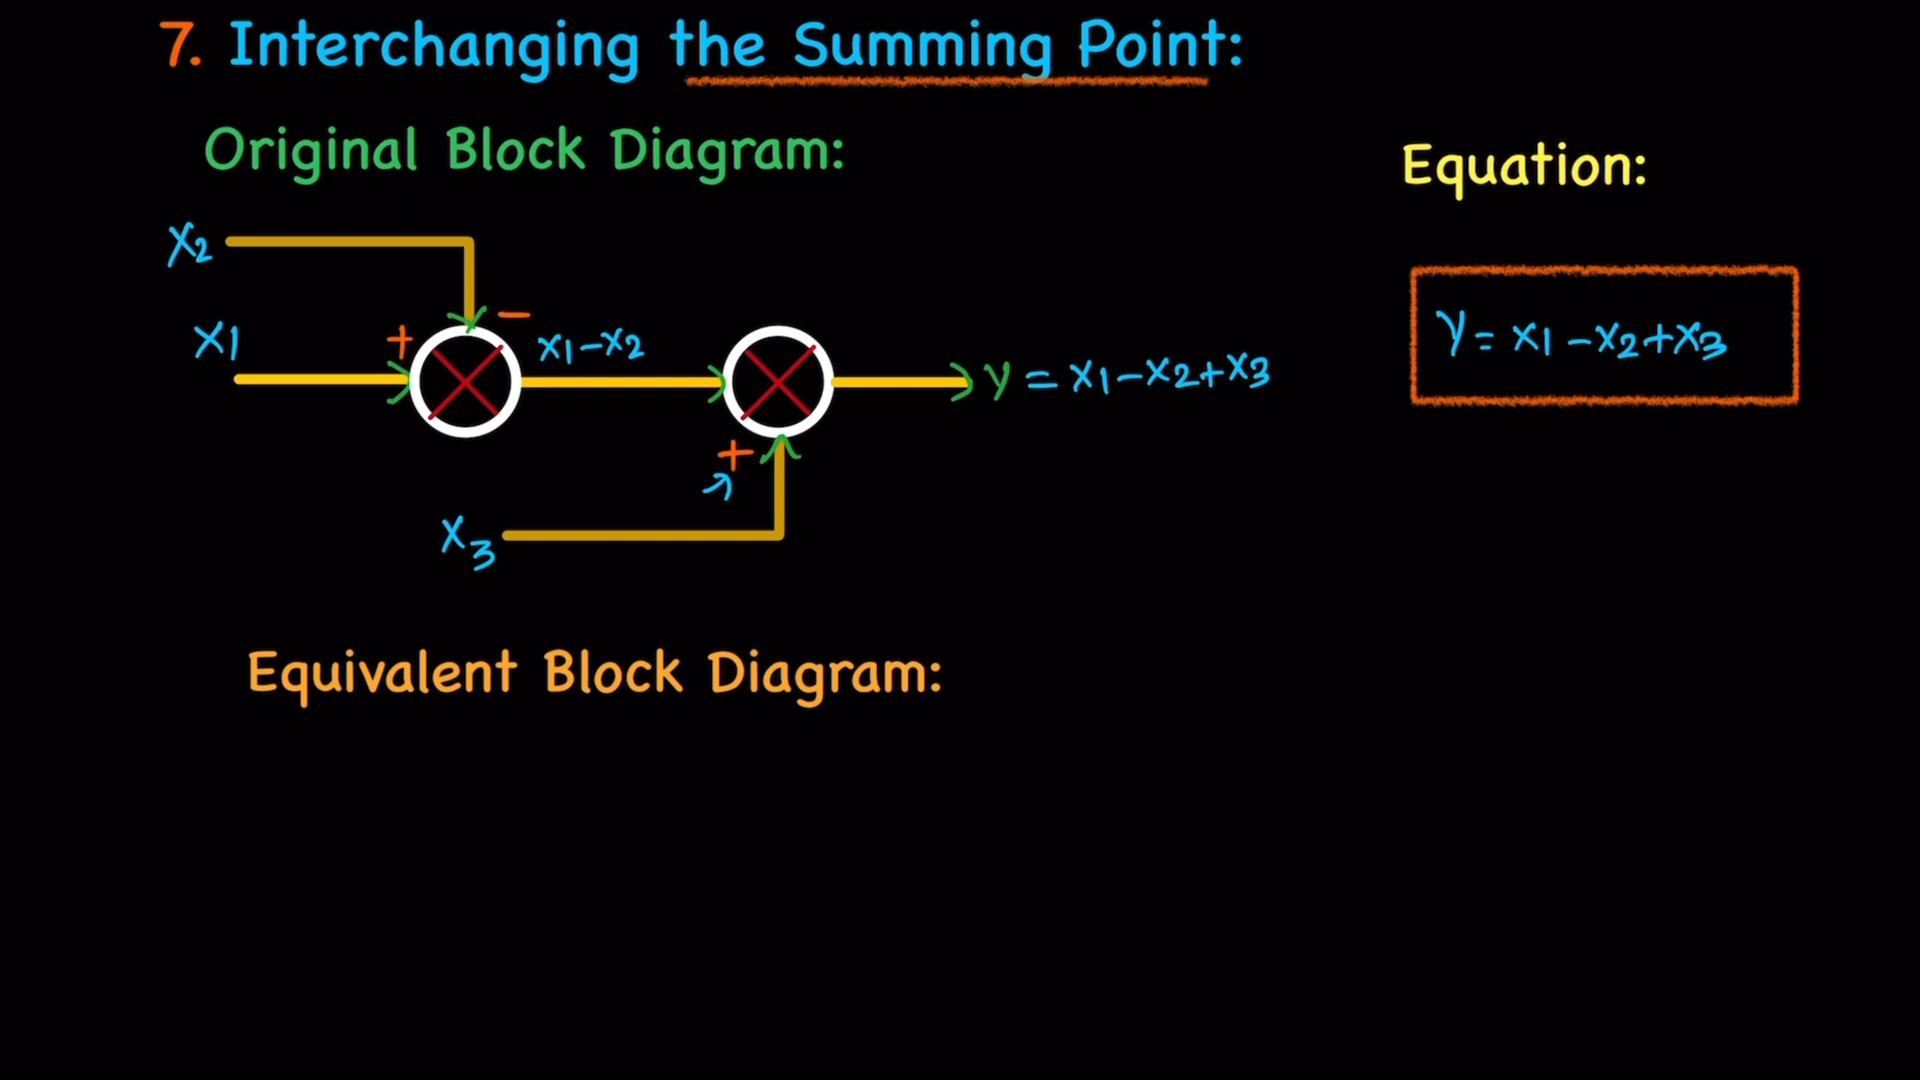 7. Interchanging the Summing Point:
Original Block Diagram:
Equation:
X2
X1
+
−
X1−X2
Y = X1−X2+X3
Y = X1−X2+X3
+
X3
Equivalent Block Diagram: